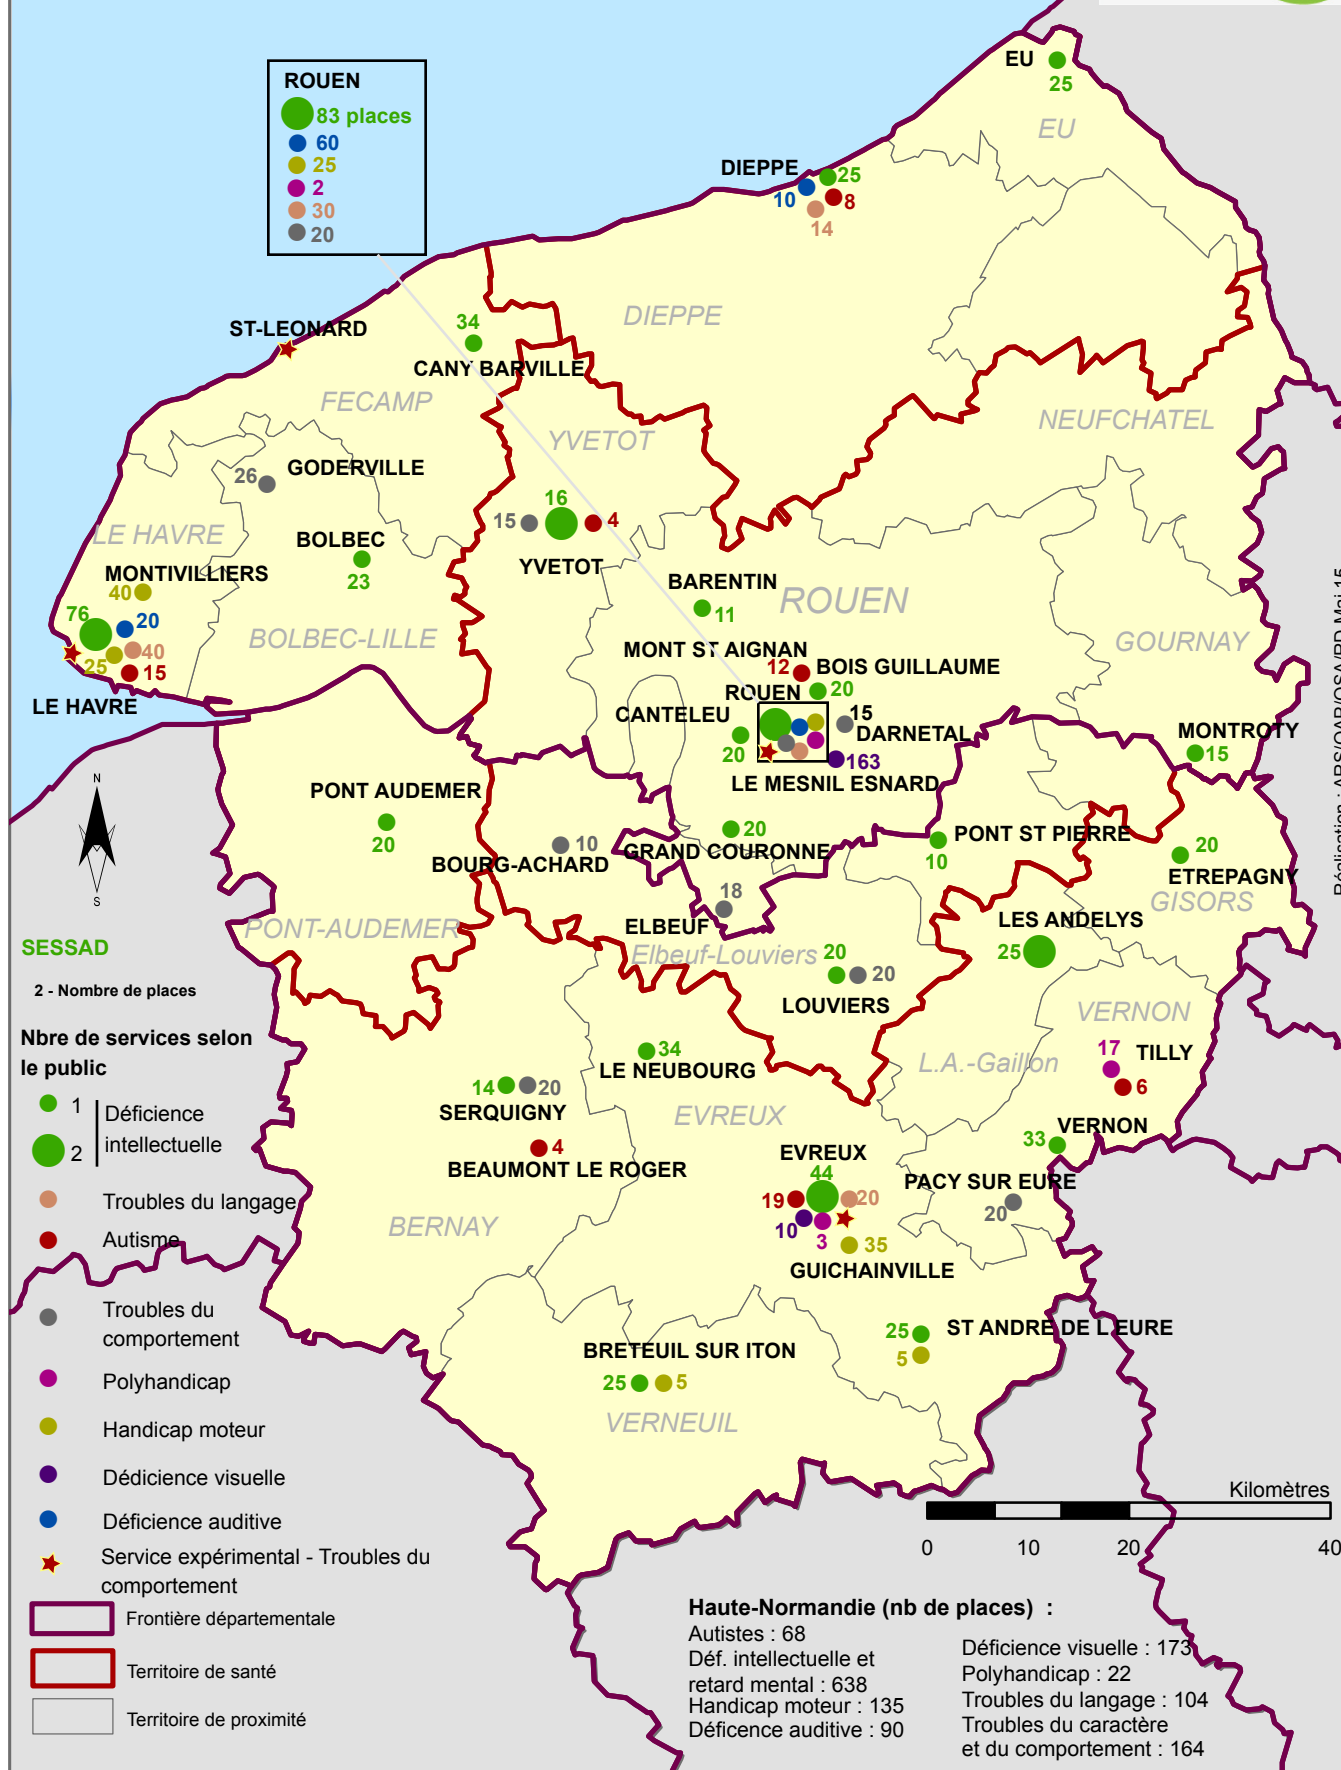 ROUEN
83 places
60
25
2
30
20
EU
25
EU
DIEPPE
25
10
8
14
DIEPPE
ST-LEONARD
34
CANY BARVILLE
FECAMP
YVETOT
NEUFCHATEL
GODERVILLE
26
LE HAVRE
BOLBEC
23
MONTIVILLIERS
40
76
20
40
25
15
LE HAVRE
BOLBEC-LILLE
16
15
4
YVETOT
BARENTIN
11
ROUEN
GOURNAY
MONT ST AIGNAN
12
BOIS GUILLAUME
20
ROUEN
CANTELEU
20
15
DARNETAL
163
LE MESNIL ESNARD
MONTROTY
15
Réalisation : ARS/OAR/OSA/RD Mai 15
N
S
PONT AUDEMER
20
10
BOURG-ACHARD
20
GRAND COURONNE
PONT ST PIERRE
10
20
ETREPAGNY
GISORS
18
ELBEUF
PONT-AUDEMER
Elbeuf-Louviers
LES ANDELYS
25
20
20
LOUVIERS
VERNON
L.A.-Gaillon
17
TILLY
6
34
LE NEUBOURG
14
20
SERQUIGNY
EVREUX
4
BEAUMONT LE ROGER
VERNON
33
EVREUX
44
19
20
10
3
35
GUICHAINVILLE
PACY SUR EURE
20
BERNAY
25
ST ANDRE DE L'EURE
5
BRETEUIL SUR ITON
25
5
VERNEUIL
SESSAD
2 - Nombre de places
Nbre de services selon
le public
1
2
Déficience
intellectuelle
Troubles du langage
Autisme
Troubles du
comportement
Polyhandicap
Handicap moteur
Dédicience visuelle
Déficience auditive
Service expérimental - Troubles du
comportement
Frontière départementale
Territoire de santé
Territoire de proximité
Kilomètres
0 10 20 40
Haute-Normandie (nb de places) :
Autistes : 68
Déf. intellectuelle et
retard mental : 638
Handicap moteur : 135
Déficence auditive : 90
Déficience visuelle : 173
Polyhandicap : 22
Troubles du langage : 104
Troubles du caractère
et du comportement : 164